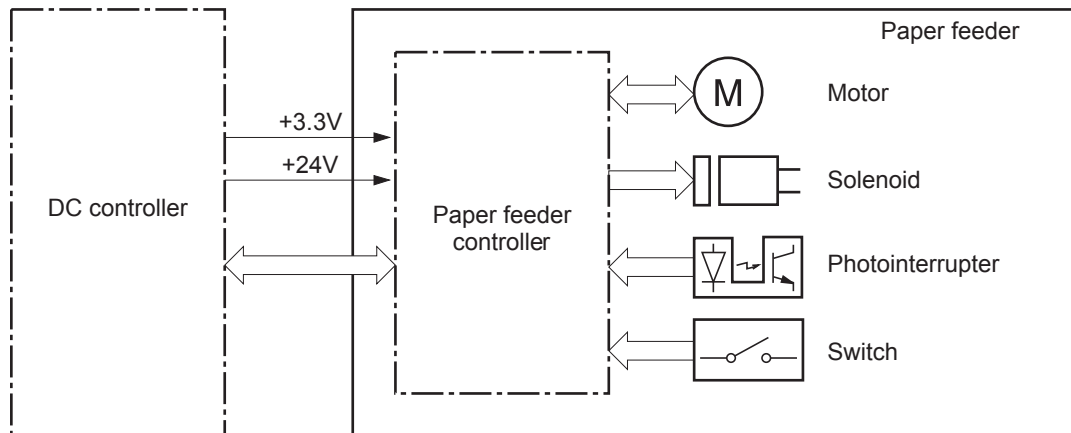 Paper feeder
M
Motor
+3.3V
+24V
Solenoid
DC controller
Paper feeder
controller
Photointerrupter
Switch